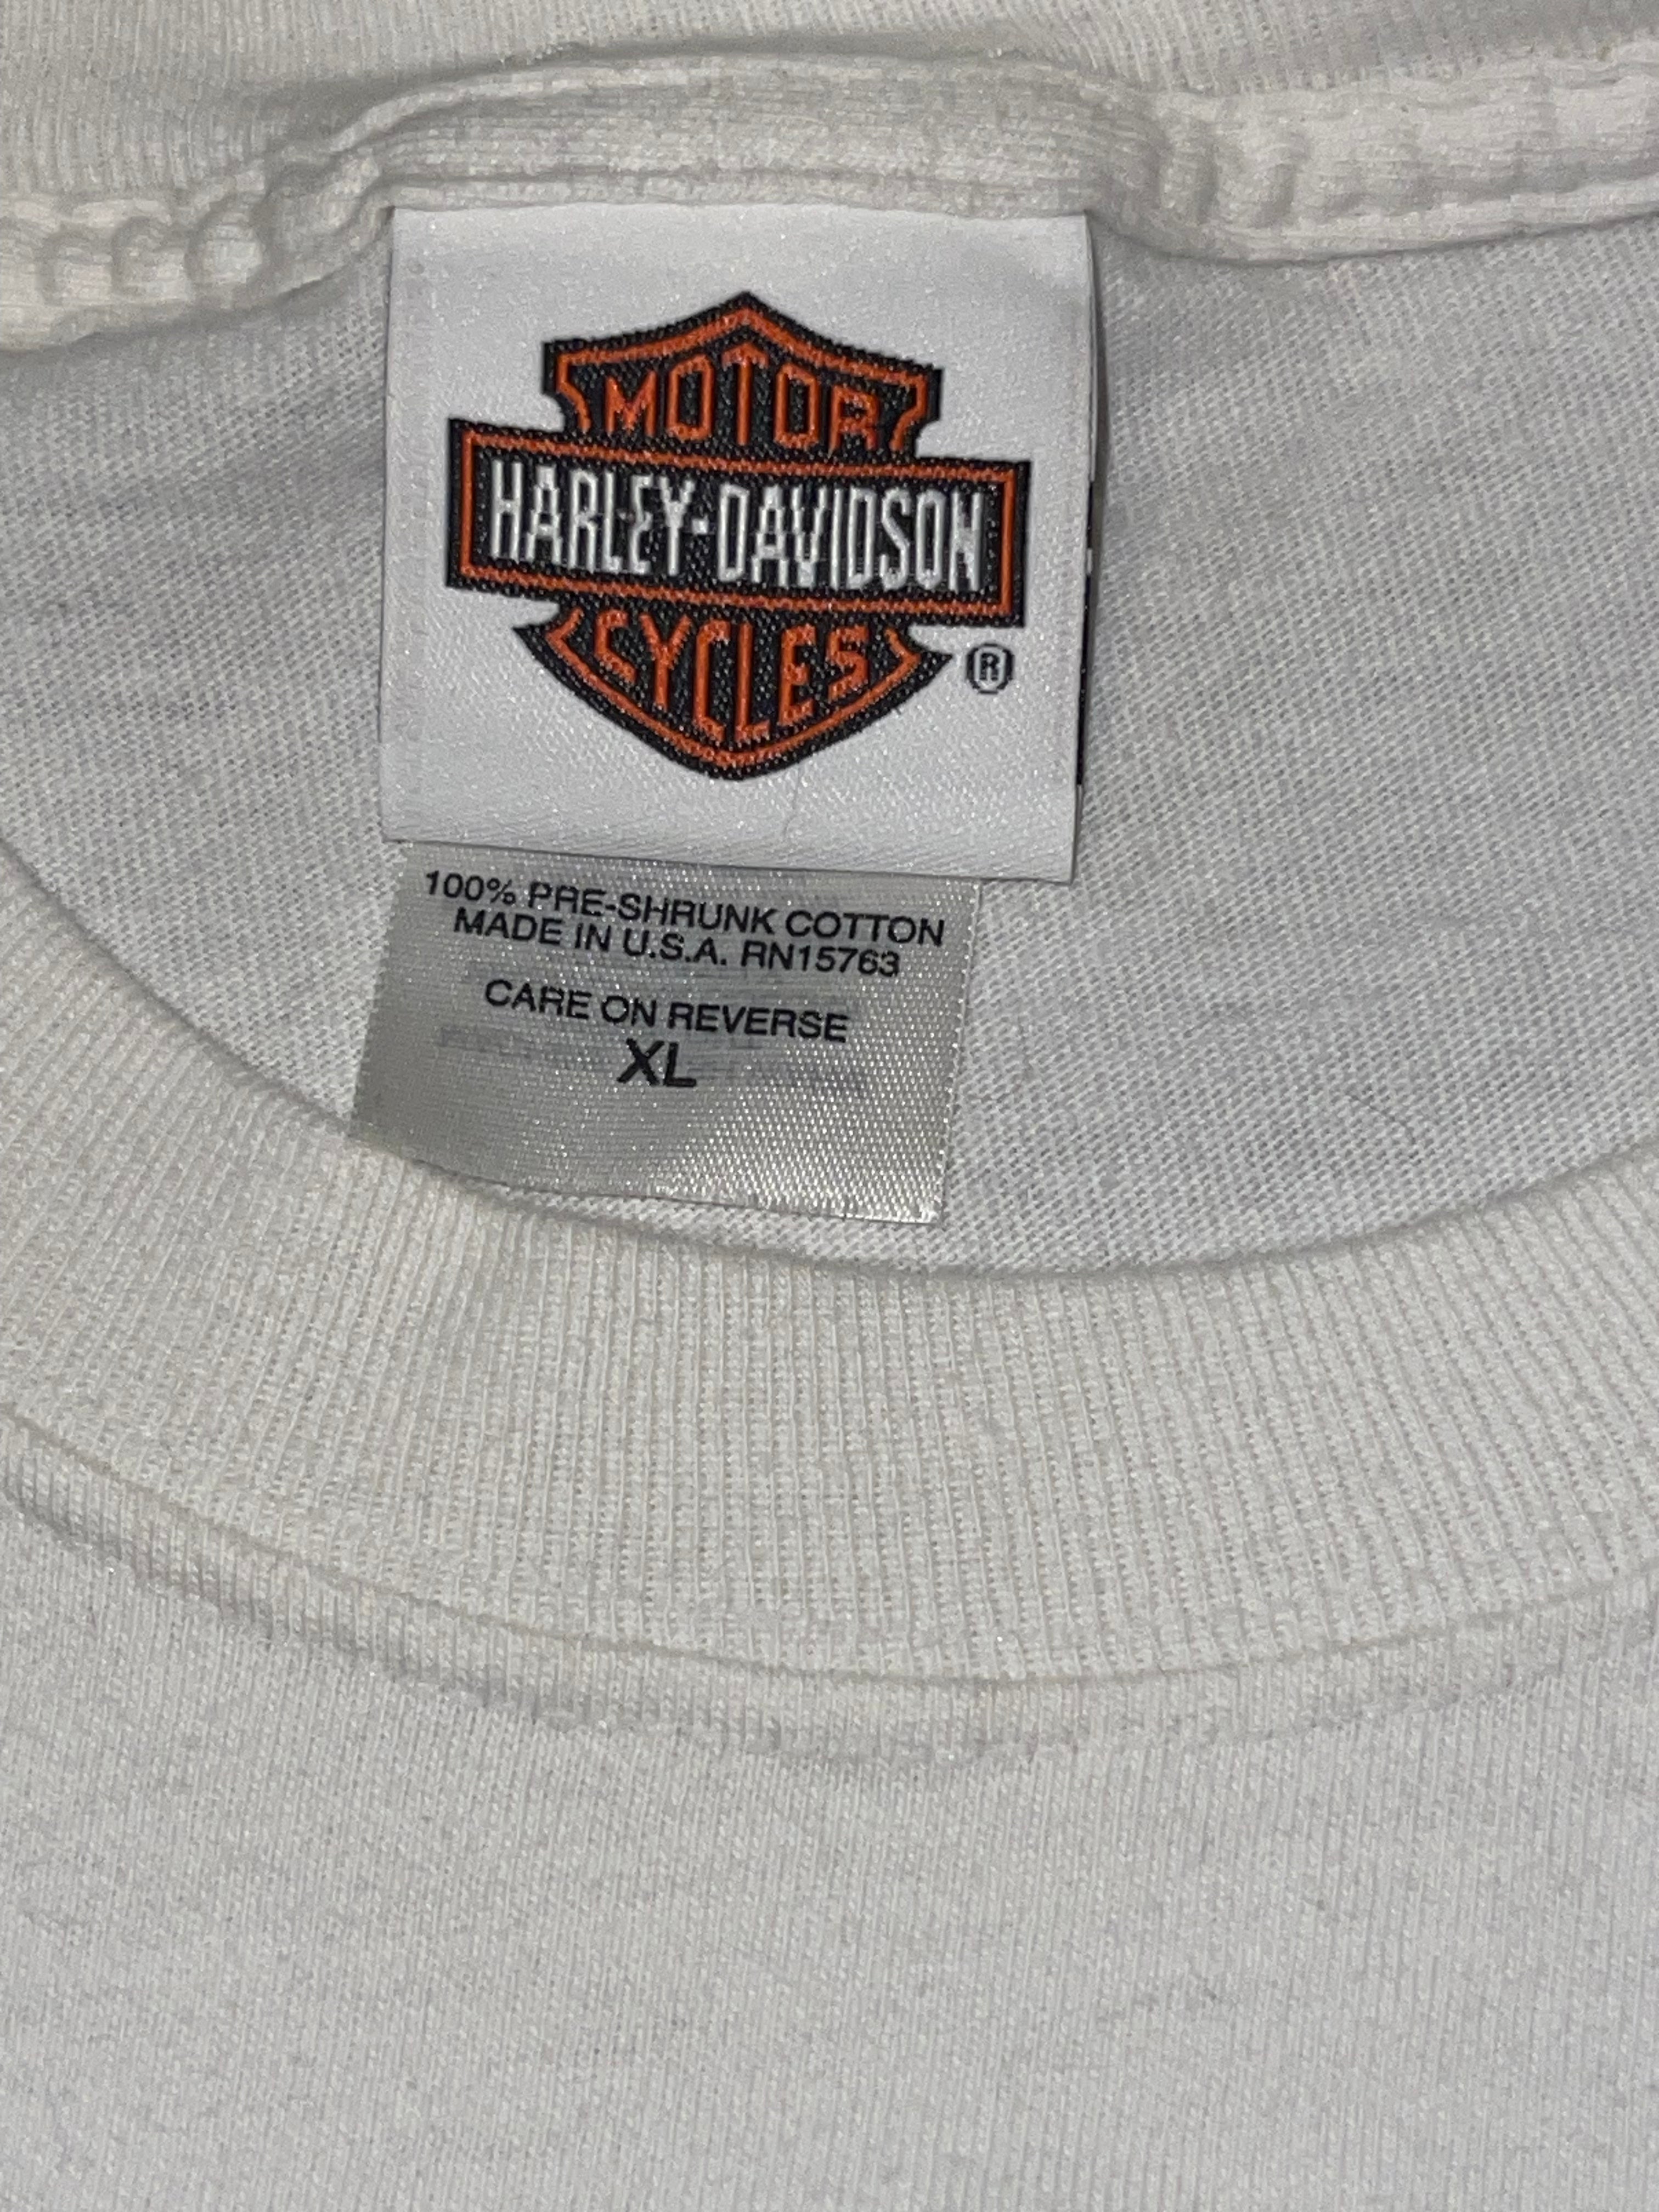 MOTOR
HARLEY-DAVIDSON
CYCLES
®
100% PRE-SHRUNK COTTON
MADE IN U.S.A. RN15763
CARE ON REVERSE
XL